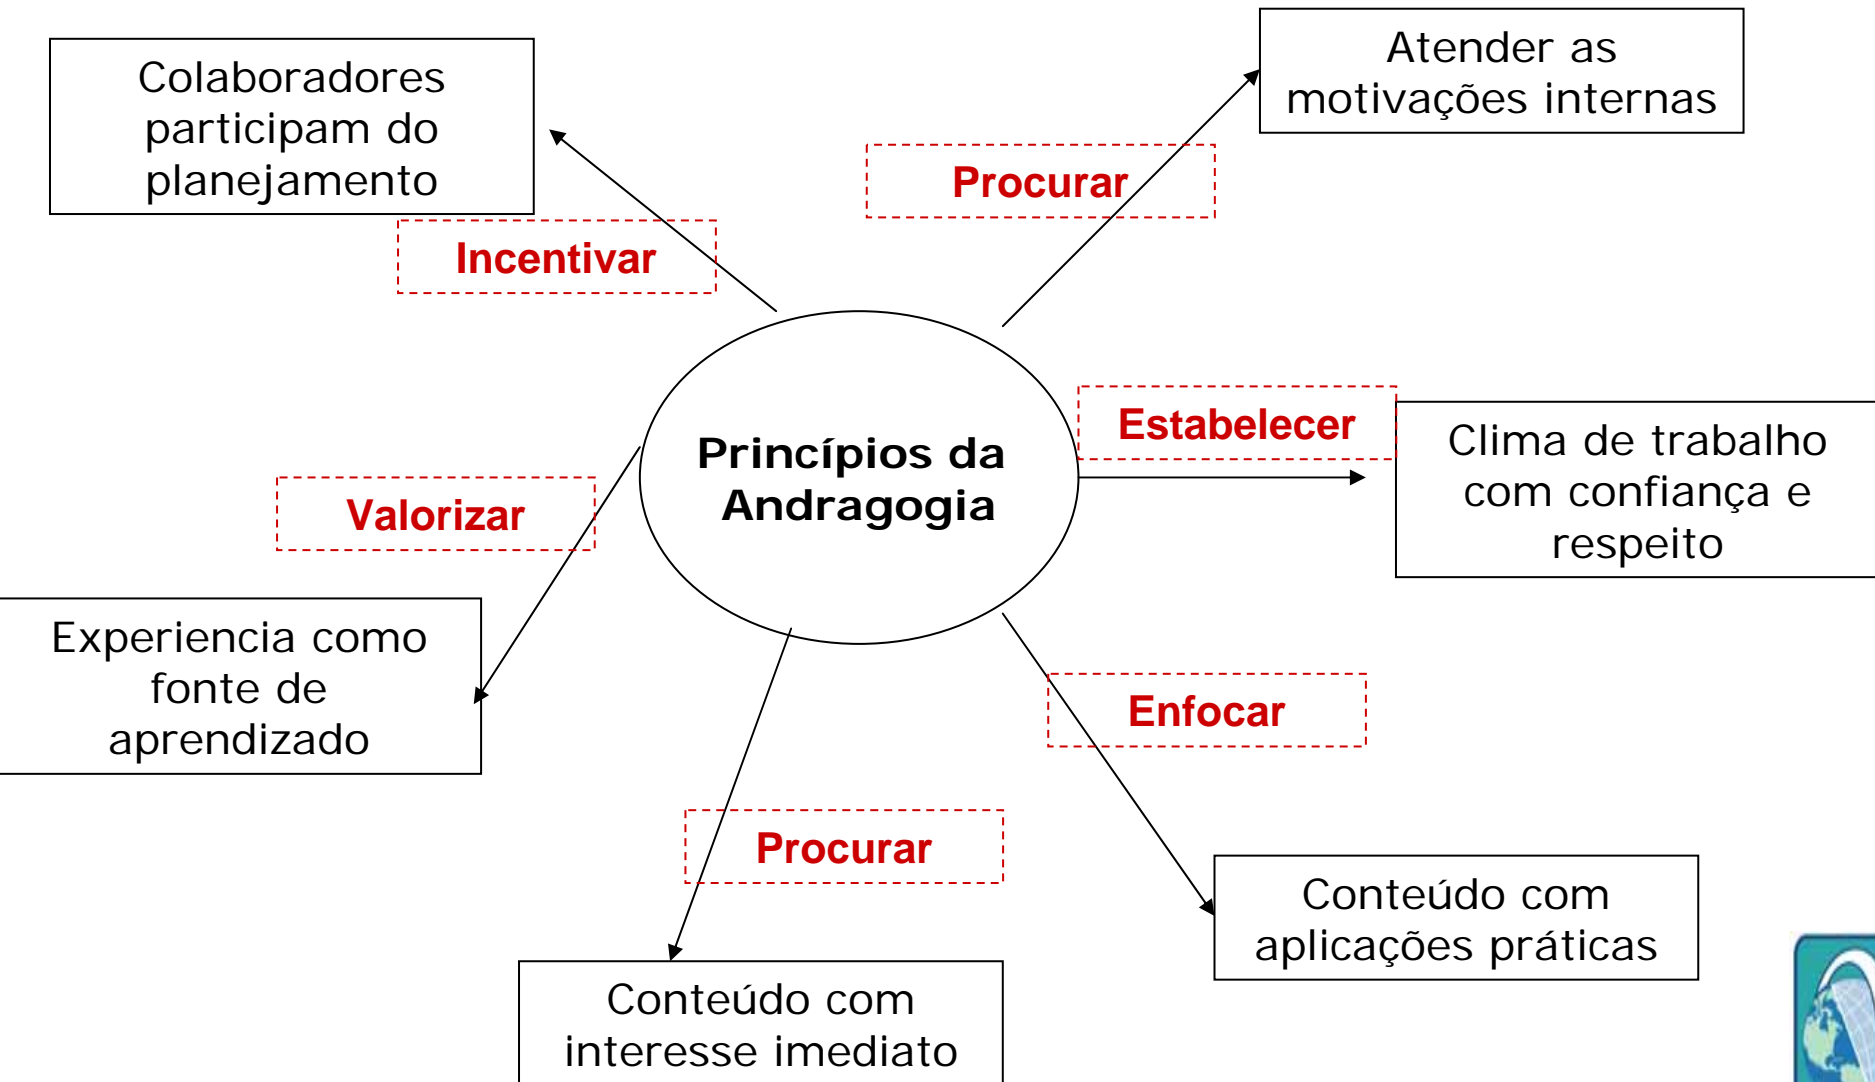 Atender as
motivações internas
Colaboradores
participam do
planejamento
Procurar
Incentivar
Estabelecer
Clima de trabalho
com confiança e
respeito
Princípios da
Andragogia
Valorizar
Experiencia como
fonte de
aprendizado
Enfocar
Procurar
Conteúdo com
aplicações práticas
Conteúdo com
interesse imediato